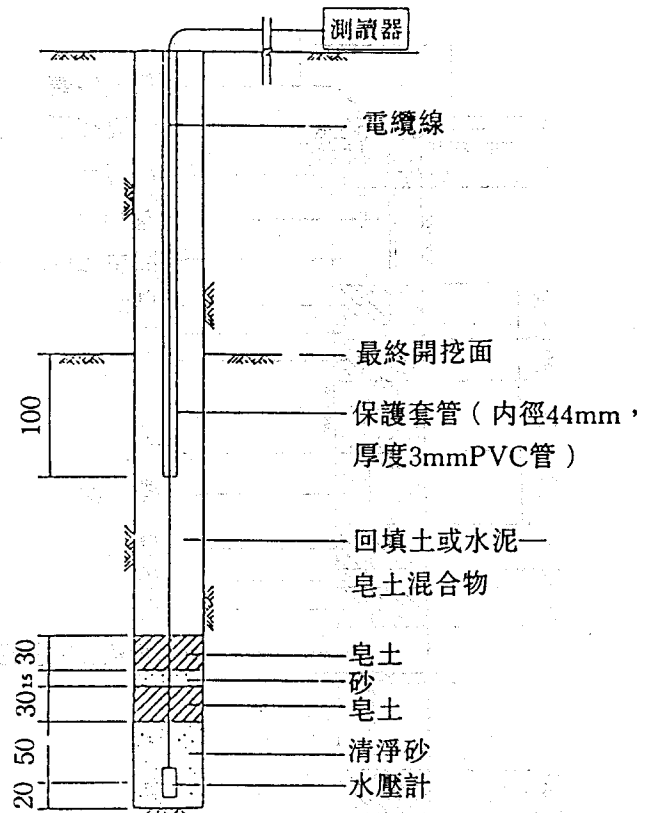 測讀器
電纜線
最終開挖面
100
保護套管（内徑44mm，
厚度3mmPVC管）
回填土或水泥—
皂土混合物
30
皂土
15
砂
30
皂土
50
清淨砂
20
水壓計